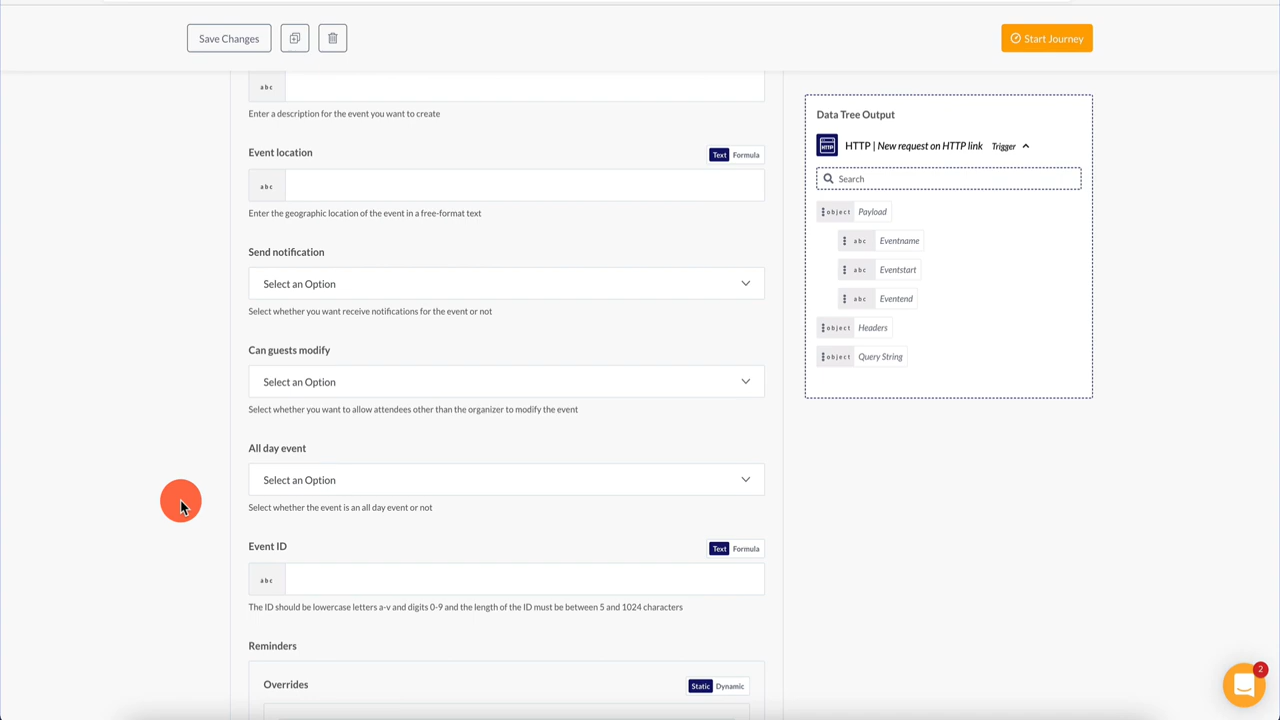 Save Changes
Start Journey
abc
Enter a description for the event you want to create
Event location
Text Formula
abc
Enter the geographic location of the event in a free-format text
Send notification
Select an Option
Select whether you want receive notifications for the event or not
Can guests modify
Select an Option
Select whether you want to allow attendees other than the organizer to modify the event
All day event
Select an Option
Select whether the event is an all day event or not
Event ID
Text Formula
abc
The ID should be lowercase letters a-v and digits 0-9 and the length of the ID must be between 5 and 1024 characters
Reminders
Overrides
Static Dynamic
Data Tree Output
HTTP
HTTP | New request on HTTP link Trigger
Search
object Payload
abc Eventname
abc Eventstart
abc Eventend
object Headers
object Query String
2